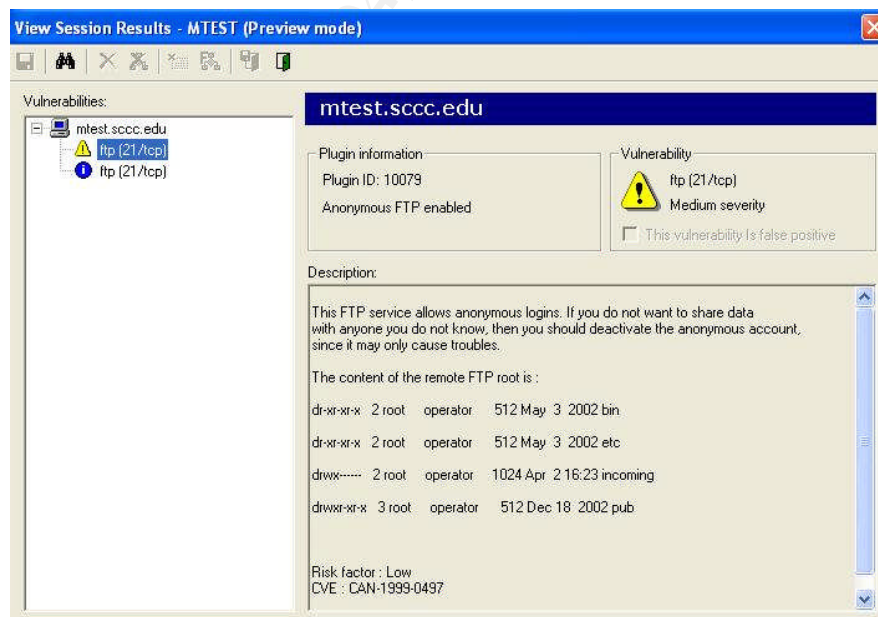 View Session Results - MTEST (Preview mode)
Vulnerabilities:
mtest.sccc.edu
ftp (21/tcp)
ftp (21/tcp)
mtest.sccc.edu
Plugin information
Plugin ID: 10079
Anonymous FTP enabled
Vulnerability
ftp (21/tcp)
Medium severity
This vulnerability Is false positive
Description:
This FTP service allows anonymous logins. If you do not want to share data
with anyone you do not know, then you should deactivate the anonymous account,
since it may only cause troubles.
The content of the remote FTP root is :
dr-xr-xr-x 2 root operator 512 May 3 2002 bin
dr-xr-xr-x 2 root operator 512 May 3 2002 etc
drwx------ 2 root operator 1024 Apr 2 16:23 incoming
drwxr-xr-x 3 root operator 512 Dec 18 2002 pub
Risk factor : Low
CVE : CAN-1999-0497